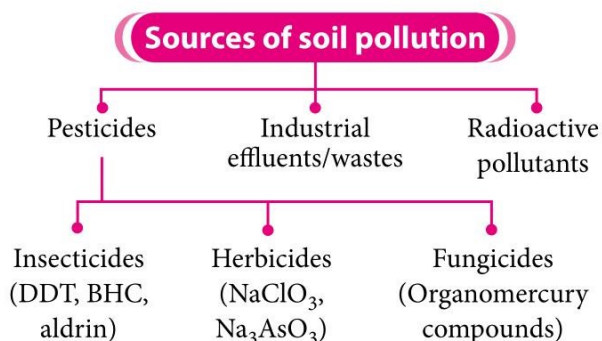 Sources of soil pollution
Pesticides
Industrial
effluents/wastes
Radioactive
pollutants
Insecticides
(DDT, BHC,
aldrin)
Herbicides
(NaClO₃,
Na₃AsO₃)
Fungicides
(Organomercury
compounds)